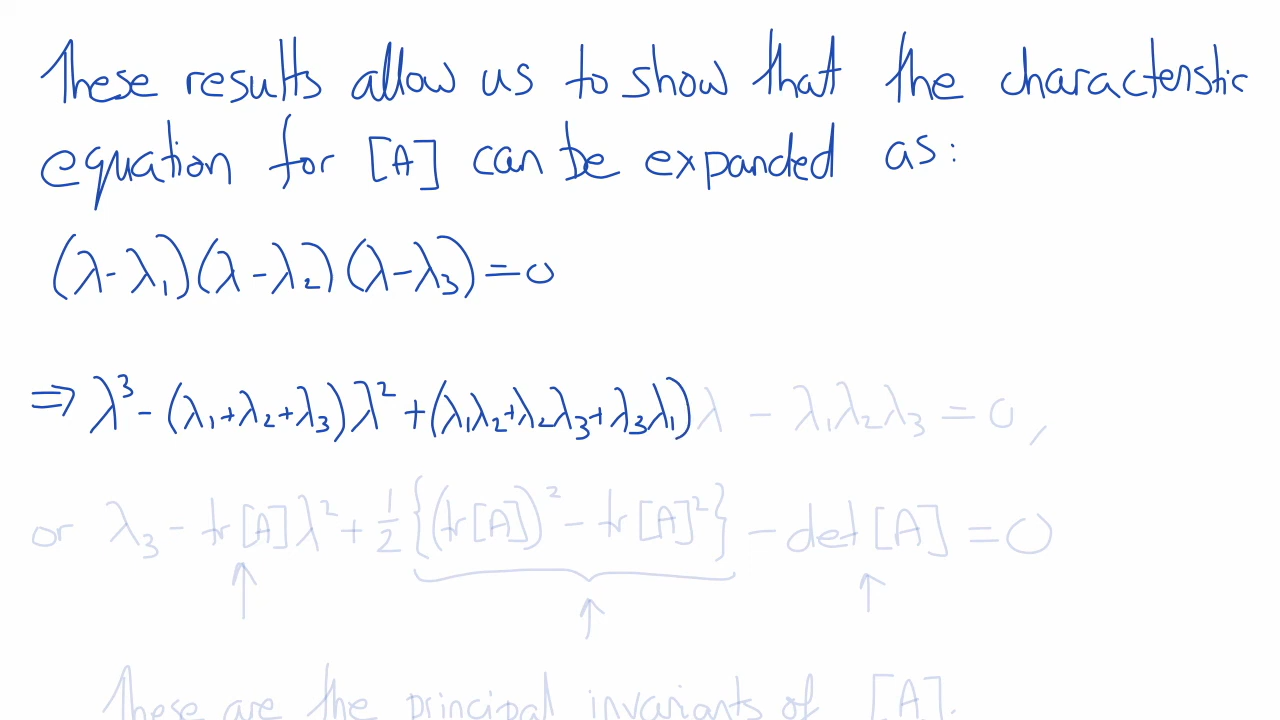 These results allow us to show that the characterstic
equation for [A] can be expanded as:
(λ-λ₁)(λ-λ₂)(λ-λ₃)=0
⇒ λ³ - (λ₁+λ₂+λ₃)λ² + (λ₁λ₂+λ₂λ₃+λ₃λ₁)λ - λ₁λ₂λ₃ = 0,
or λ₃ - tr[A]λ² + ½{(tr[A])² - tr[A]²} - det[A] = 0
These are the principal invariants of [A].